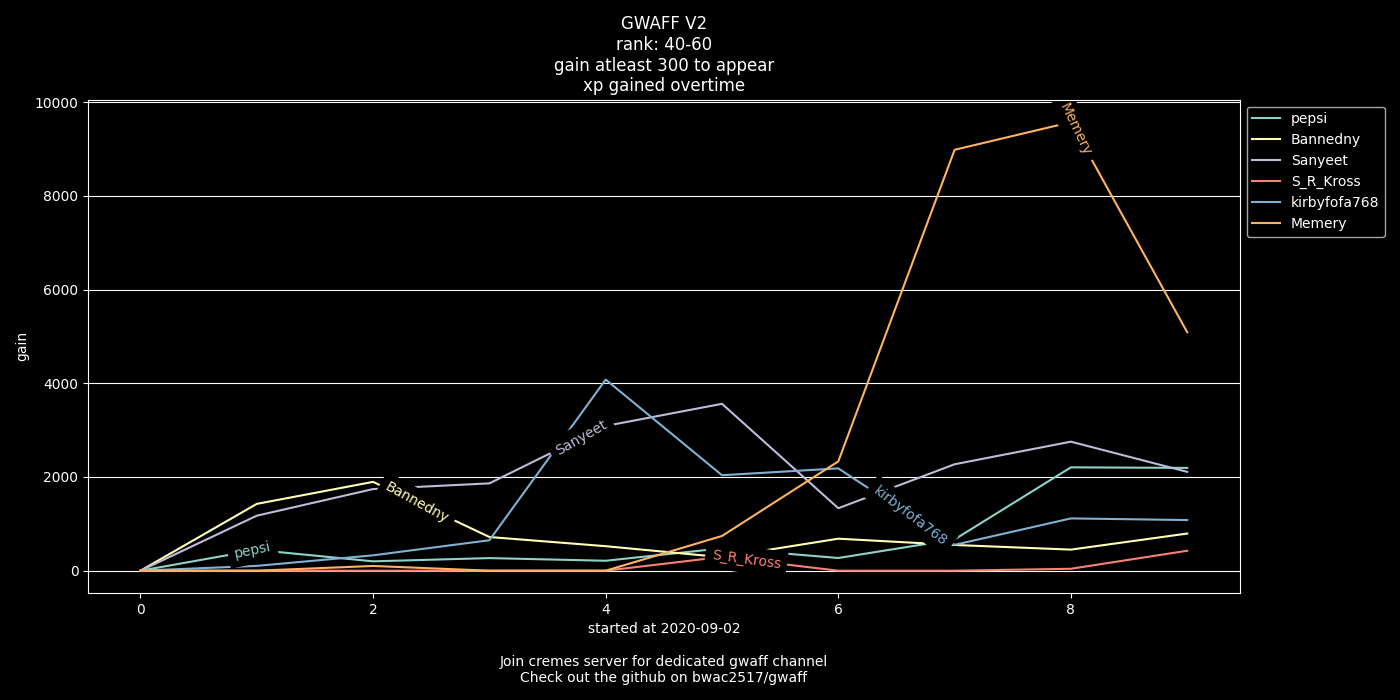 GWAFF V2
rank: 40-60
gain atleast 300 to appear
xp gained overtime
10000
8000
6000
4000
2000
0
gain
pepsi
Bannedny
Sanyeet
S_R_Kross
kirbyfofa768
Memery
pepsi
Bannedny
Sanyeet
S_R_Kross
kirbyfofa768
Memery
0 2 4 6 8
started at 2020-09-02
Join cremes server for dedicated gwaff channel
Check out the github on bwac2517/gwaff